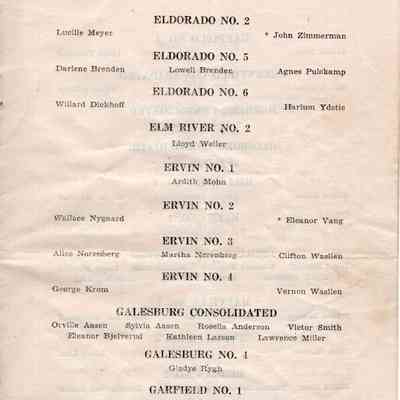 ELDORADO NO. 2
Lucille Meyer * John Zimmerman
ELDORADO NO. 5
Darlene Brenden Lowell Brenden Agnes Pulskamp
ELDORADO NO. 6
Willard Dickhoff Harlum Ydstie
ELM RIVER NO. 2
Lloyd Weller
ERVIN NO. 1
Ardith Mohn
ERVIN NO. 2
Wallace Nygaard * Eleanor Vang
ERVIN NO. 3
Alice Norenberg Martha Norenberg Clifton Waslien
ERVIN NO. 4
George Krom Vernon Waslien
GALESBURG CONSOLIDATED
Orville Aasen Sylvia Aasen Rosella Anderson Victor Smith
Eleanor Bjelverud Kathleen Larson Lawrence Miller
GALESBURG NO. 4
Gladys Rygh
GARFIELD NO. 1